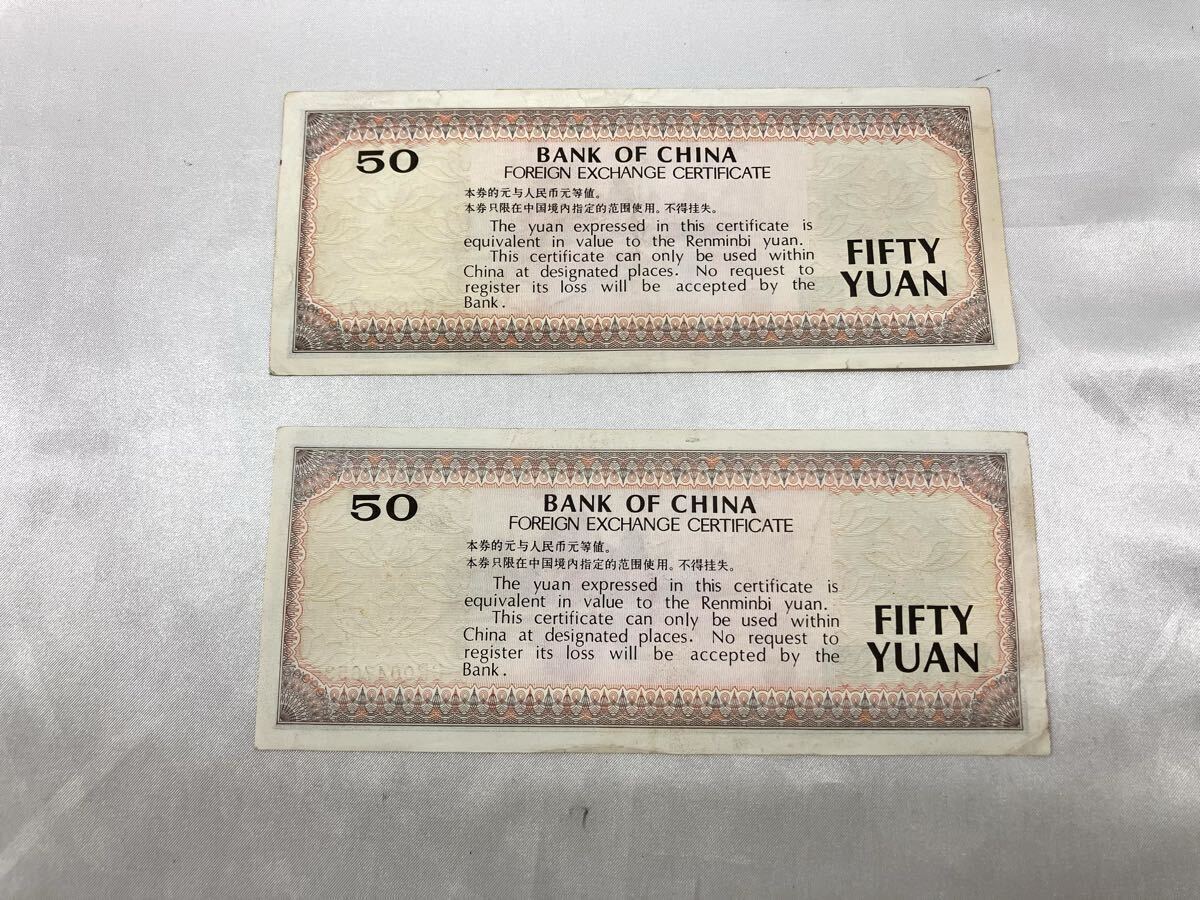 50
BANK OF CHINA
FOREIGN EXCHANGE CERTIFICATE
本券的元与人民币元等值。
本券只限在中国境内指定的范围使用。不得挂失。
The yuan expressed in this certificate is
equivalent in value to the Renminbi yuan.
This certificate can only be used within
China at designated places. No request to
register its loss will be accepted by the
Bank.
FIFTY
YUAN
50
BANK OF CHINA
FOREIGN EXCHANGE CERTIFICATE
本券的元与人民币元等值。
本券只限在中国境内指定的范围使用。不得挂失。
The yuan expressed in this certificate is
equivalent in value to the Renminbi yuan.
This certificate can only be used within
China at designated places. No request to
register its loss will be accepted by the
Bank.
FIFTY
YUAN